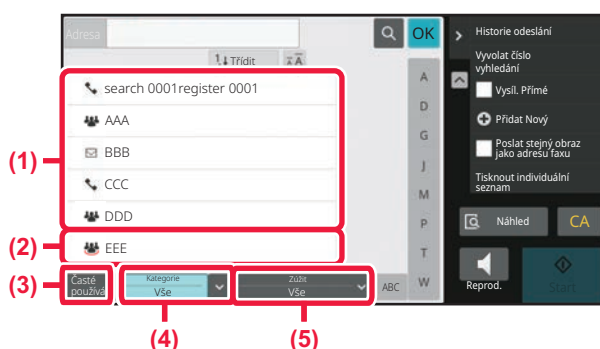 Adresa
OK
Historie odeslání
1 Třídit
A
Vyvolat číslo
vyhledání
search 0001register 0001
A
Vysíl. Přímé
AAA
D
Přidat Nový
G
BBB
Poslat stejný obraz
jako adresu faxu
J
CCC
Tisknout individuální
seznam
M
DDD
P
Náhled
CA
EEE
T
Časté
používá
Kategorie
Vše
Zúžit
Vše
ABC
W
Reprod.
Start
(1)
(2)
(3)
(4)
(5)